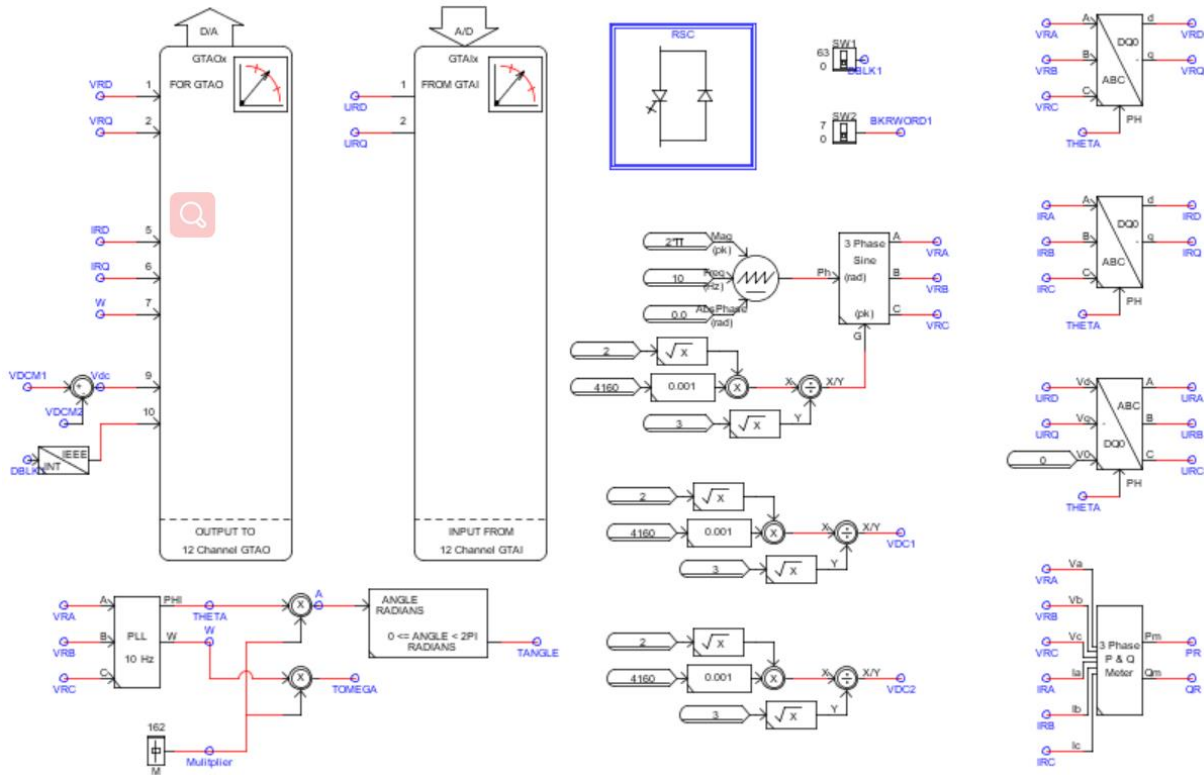 D/A
GTAOx
FOR GTAO
VRD
1
VRQ
2
IRD
5
IRQ
6
W
7
VDCM1
+
Vdc
9
VDCM2
10
IEEE
INT
OUTPUT TO
12 Channel GTAO
A/D
GTAIx
FROM GTAI
URD
1
URQ
2
INPUT FROM
12 Channel GTAI
RSC
SW1
63
0
DBLK1
SW2
7
0
BKRWORD1
2*Π
Mag
(pk)
10
Freq
(Hz)
0.0
AbsPhase
(rad)
Ph
3 Phase
Sine
(rad)
(pk)
G
A
VRA
B
VRB
C
VRC
2
√X
4160
0.001
X
X
÷
X/Y
3
√X
Y
2
√X
4160
0.001
X
X
÷
X/Y
VDC1
3
√X
Y
2
√X
4160
0.001
X
X
÷
X/Y
VDC2
3
√X
Y
VRA
A
VRB
B
VRC
C
DQ0
ABC
d
VRD
q
VRQ
PH
THETA
IRA
A
IRB
B
IRC
C
DQ0
ABC
d
IRD
q
IRQ
PH
THETA
URD
Vd
URQ
Vq
0
V0
ABC
DQ0
A
URA
B
URB
C
URC
PH
THETA
VRA
Va
VRB
Vb
VRC
Vc
IRA
Ia
IRB
Ib
IRC
Ic
3 Phase
P & Q
Meter
Pm
PR
Qm
QR
VRA
A
VRB
B
VRC
C
PLL
10 Hz
PHI
THETA
W
W
X
A
ANGLE
RADIANS
0 <= ANGLE < 2PI
RADIANS
TANGLE
X
TOMEGA
162
M
Mulitplier